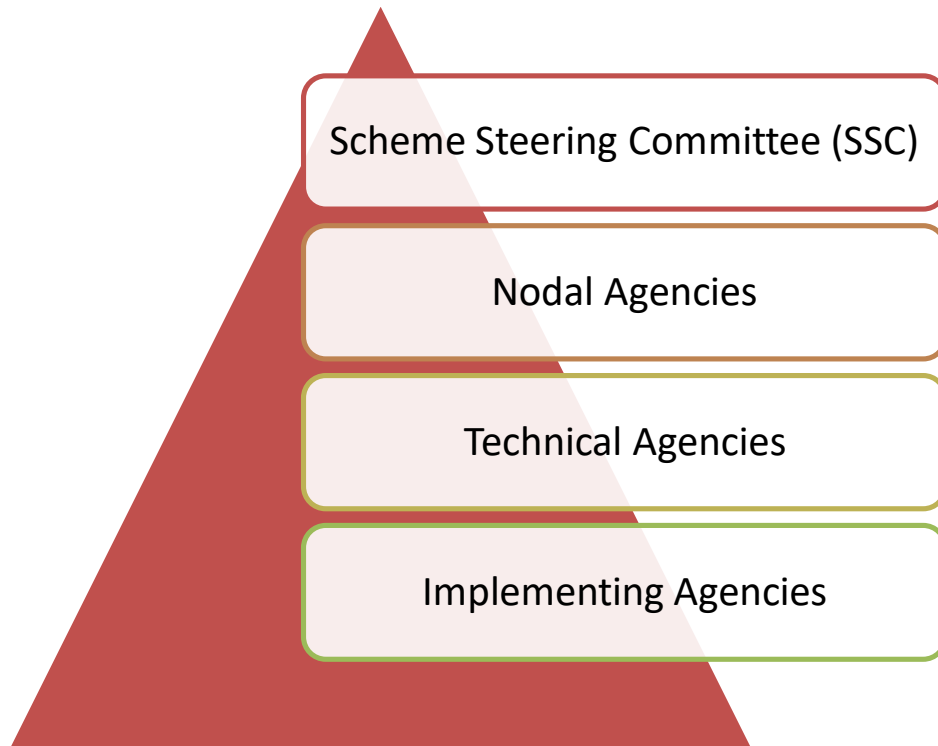 Scheme Steering Committee (SSC)
Nodal Agencies
Technical Agencies
Implementing Agencies